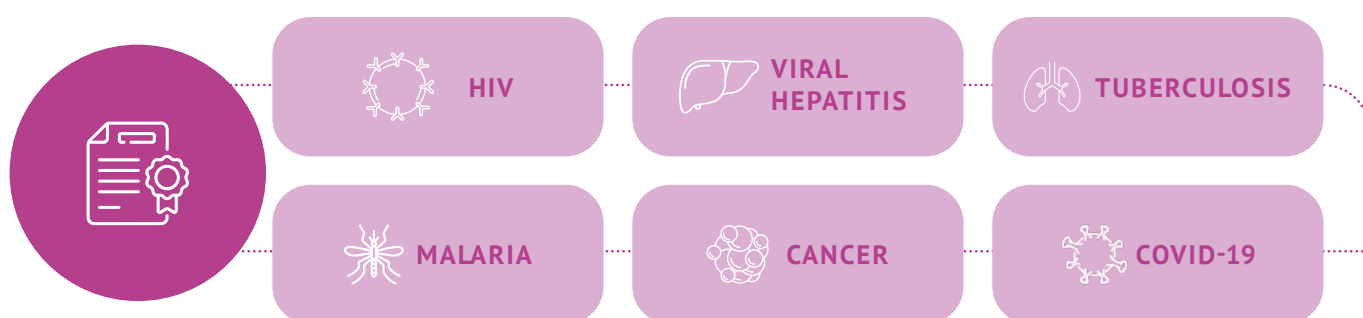 HIV
VIRAL
HEPATITIS
TUBERCULOSIS
MALARIA
CANCER
COVID-19